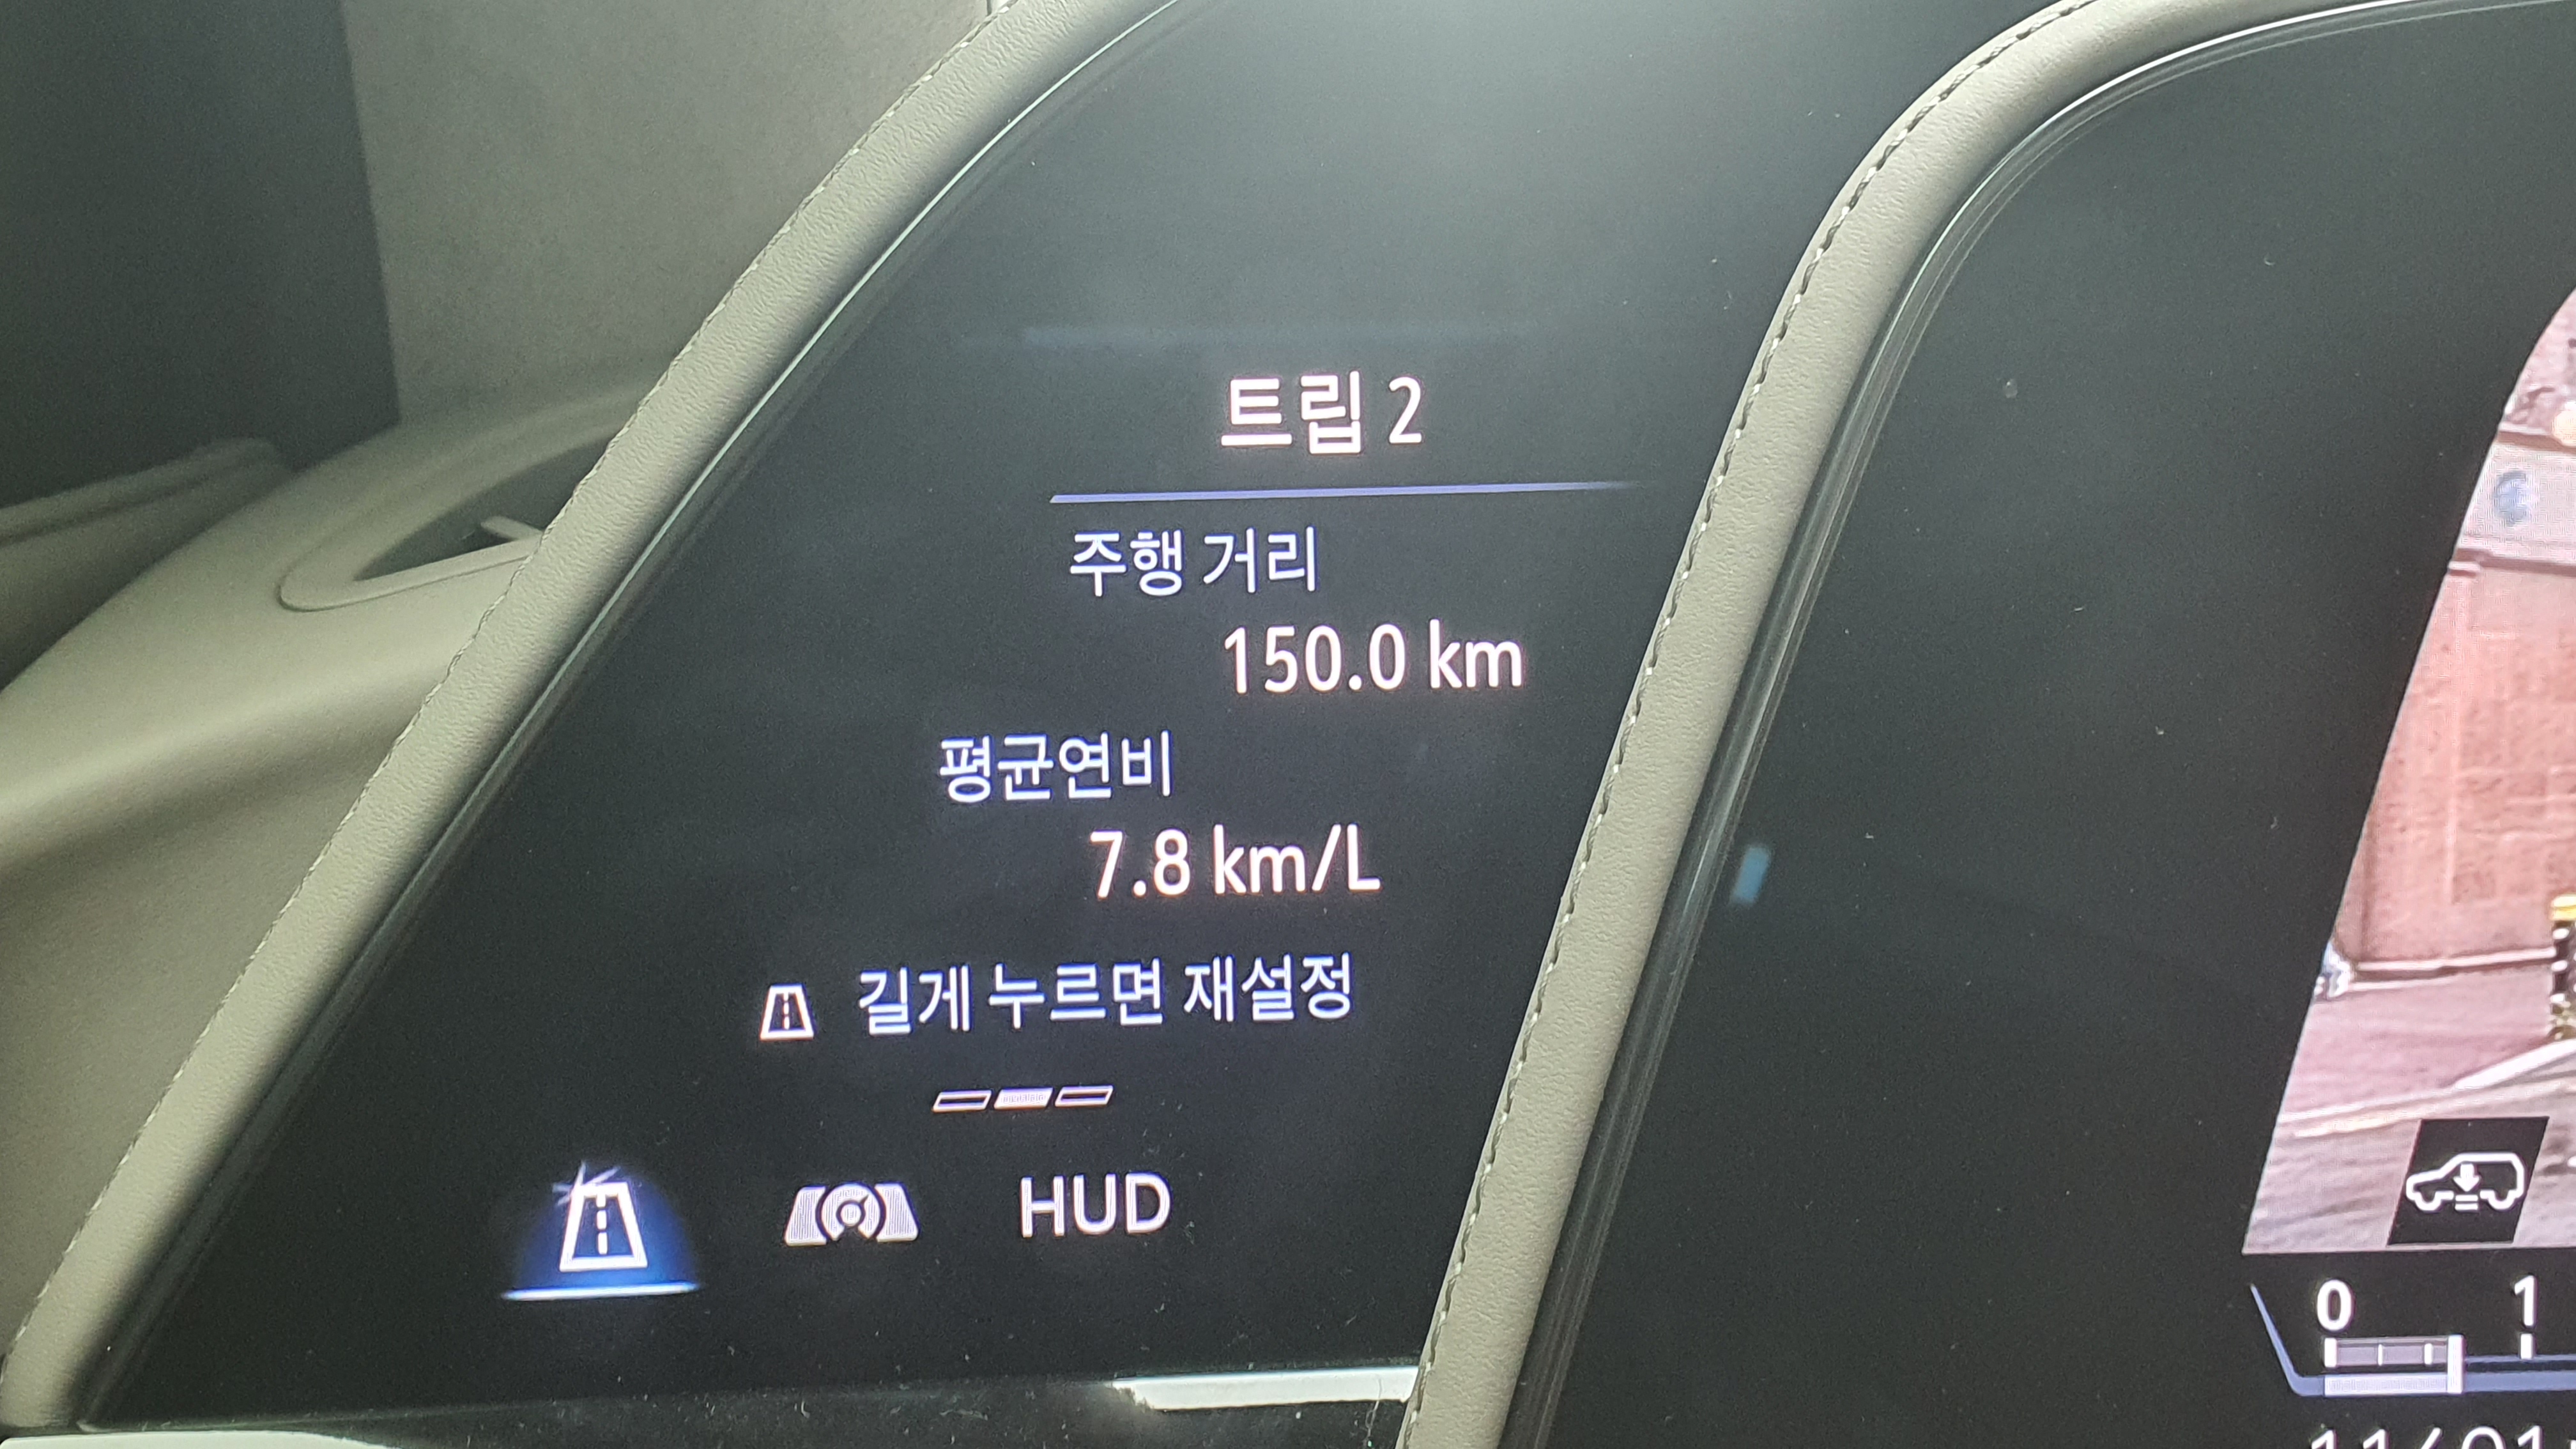 트립 2
주행 거리
150.0 km
평균연비
7.8 km/L
길게 누르면 재설정
HUD
0 1